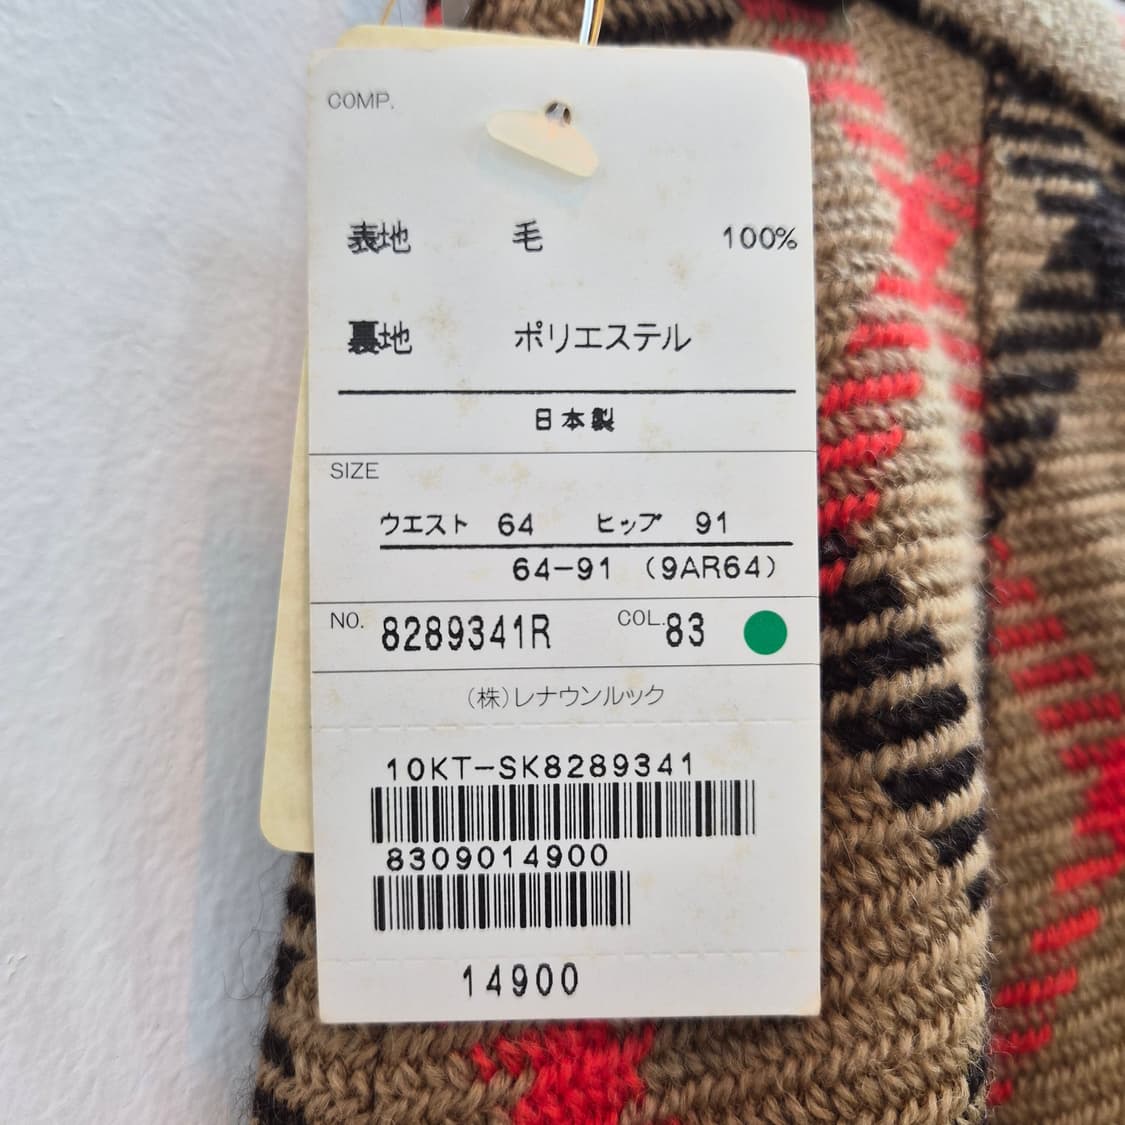 COMP.
表地 毛 100%
裏地 ポリエステル
日本製
SIZE
ウエスト 64 ヒップ 91
64-91 (9AR64)
NO. 8289341R COL. 83
(株)レナウンルック
10KT-SK8289341
8309014900
14900